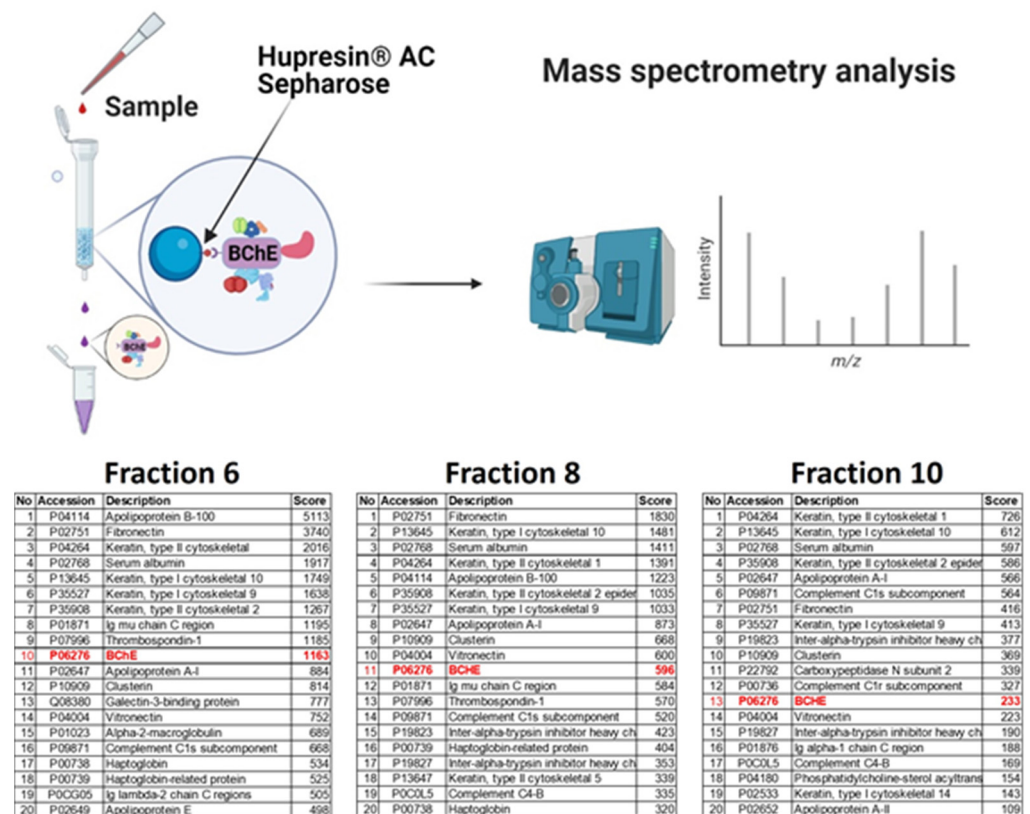 Hupresin® AC
Sepharose
Mass spectrometry analysis
Sample
BChE
BChE
Intensity
m/z
Fraction 6
No Accession Description Score
1 P04114 Apolipoprotein B-100 5113
2 P02751 Fibronectin 3740
3 P04264 Keratin, type II cytoskeletal 2016
4 P02768 Serum albumin 1917
5 P13645 Keratin, type I cytoskeletal 10 1749
6 P35527 Keratin, type I cytoskeletal 9 1638
7 P35908 Keratin, type II cytoskeletal 2 1267
8 P01871 Ig mu chain C region 1195
9 P07996 Thrombospondin-1 1185
10 P06276 BChE 1163
11 P02647 Apolipoprotein A-I 884
12 P10909 Clusterin 814
13 Q08380 Galectin-3-binding protein 777
14 P04004 Vitronectin 752
15 P01023 Alpha-2-macroglobulin 689
16 P09871 Complement C1s subcomponent 668
17 P00738 Haptoglobin 534
18 P00739 Haptoglobin-related protein 525
19 P0CG05 Ig lambda-2 chain C regions 505
20 P02649 Apolipoprotein E 498
Fraction 8
No Accession Description Score
1 P02751 Fibronectin 1830
2 P13645 Keratin, type I cytoskeletal 10 1481
3 P02768 Serum albumin 1411
4 P04264 Keratin, type II cytoskeletal 1 1391
5 P04114 Apolipoprotein B-100 1223
6 P35908 Keratin, type II cytoskeletal 2 epider 1035
7 P35527 Keratin, type I cytoskeletal 9 1033
8 P02647 Apolipoprotein A-I 873
9 P10909 Clusterin 668
10 P04004 Vitronectin 600
11 P06276 BCHE 596
12 P01871 Ig mu chain C region 584
13 P07996 Thrombospondin-1 570
14 P09871 Complement C1s subcomponent 520
15 P19823 Inter-alpha-trypsin inhibitor heavy ch 423
16 P00739 Haptoglobin-related protein 404
17 P19827 Inter-alpha-trypsin inhibitor heavy ch 353
18 P13647 Keratin, type II cytoskeletal 5 339
19 P0C0L5 Complement C4-B 335
20 P00738 Haptoglobin 320
Fraction 10
No Accession Description Score
1 P04264 Keratin, type II cytoskeletal 1 726
2 P13645 Keratin, type I cytoskeletal 10 612
3 P02768 Serum albumin 597
4 P35908 Keratin, type II cytoskeletal 2 epider 586
5 P02647 Apolipoprotein A-I 566
6 P09871 Complement C1s subcomponent 564
7 P02751 Fibronectin 416
8 P35527 Keratin, type I cytoskeletal 9 413
9 P19823 Inter-alpha-trypsin inhibitor heavy ch 377
10 P10909 Clusterin 369
11 P22792 Carboxypeptidase N subunit 2 339
12 P00736 Complement C1r subcomponent 327
13 P06276 BCHE 233
14 P04004 Vitronectin 223
15 P19827 Inter-alpha-trypsin inhibitor heavy ch 190
16 P01876 Ig alpha-1 chain C region 188
17 P0C0L5 Complement C4-B 169
18 P04180 Phosphatidylcholine-sterol acyltrans 154
19 P02533 Keratin, type I cytoskeletal 14 143
20 P02652 Apolipoprotein A-II 109